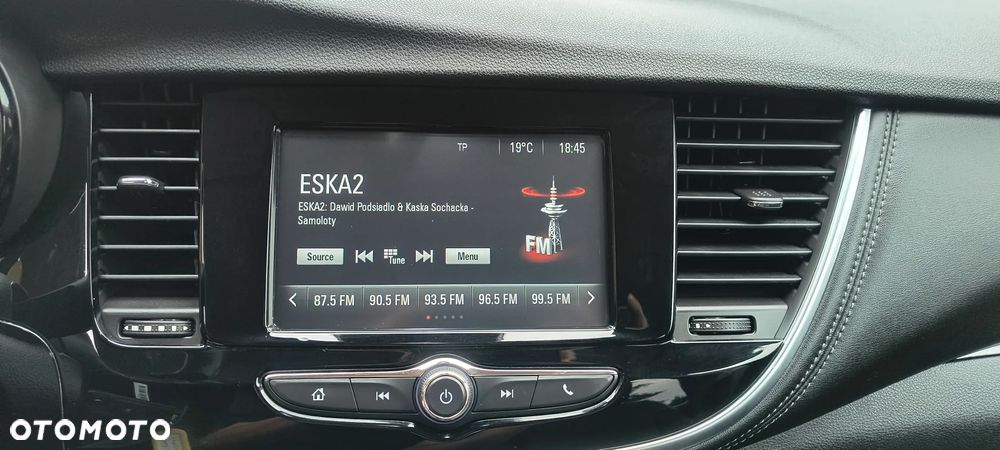 TP 19°C 18:45
ESKA2
ESKA2: Dawid Podsiadlo & Kaska Sochacka -
Samoloty
FM
Source Tune Menu
87.5 FM 90.5 FM 93.5 FM 96.5 FM 99.5 FM
OTOMOTO